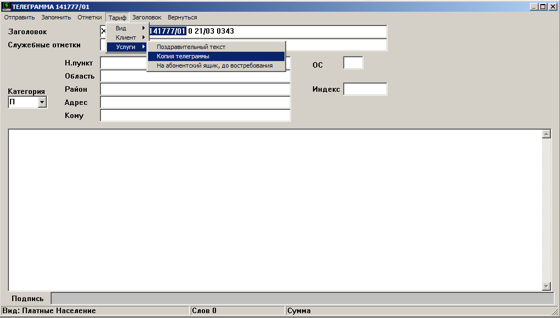 ТЕЛЕГРАММА 141777/01
Отправить Запомнить Отметки Тариф Заголовок Вернуться
Заголовок 141777/01 0 21/03 0343
Вид
Клиент
Служебные отметки Услуги
Поздравительный текст
Копия телеграммы
На абонентский ящик, до востребования
Н.пункт ОС
Область
Категория Район Индекс
П Адрес
Кому
Подпись
Вид: Платные Население Слов 0 Сумма